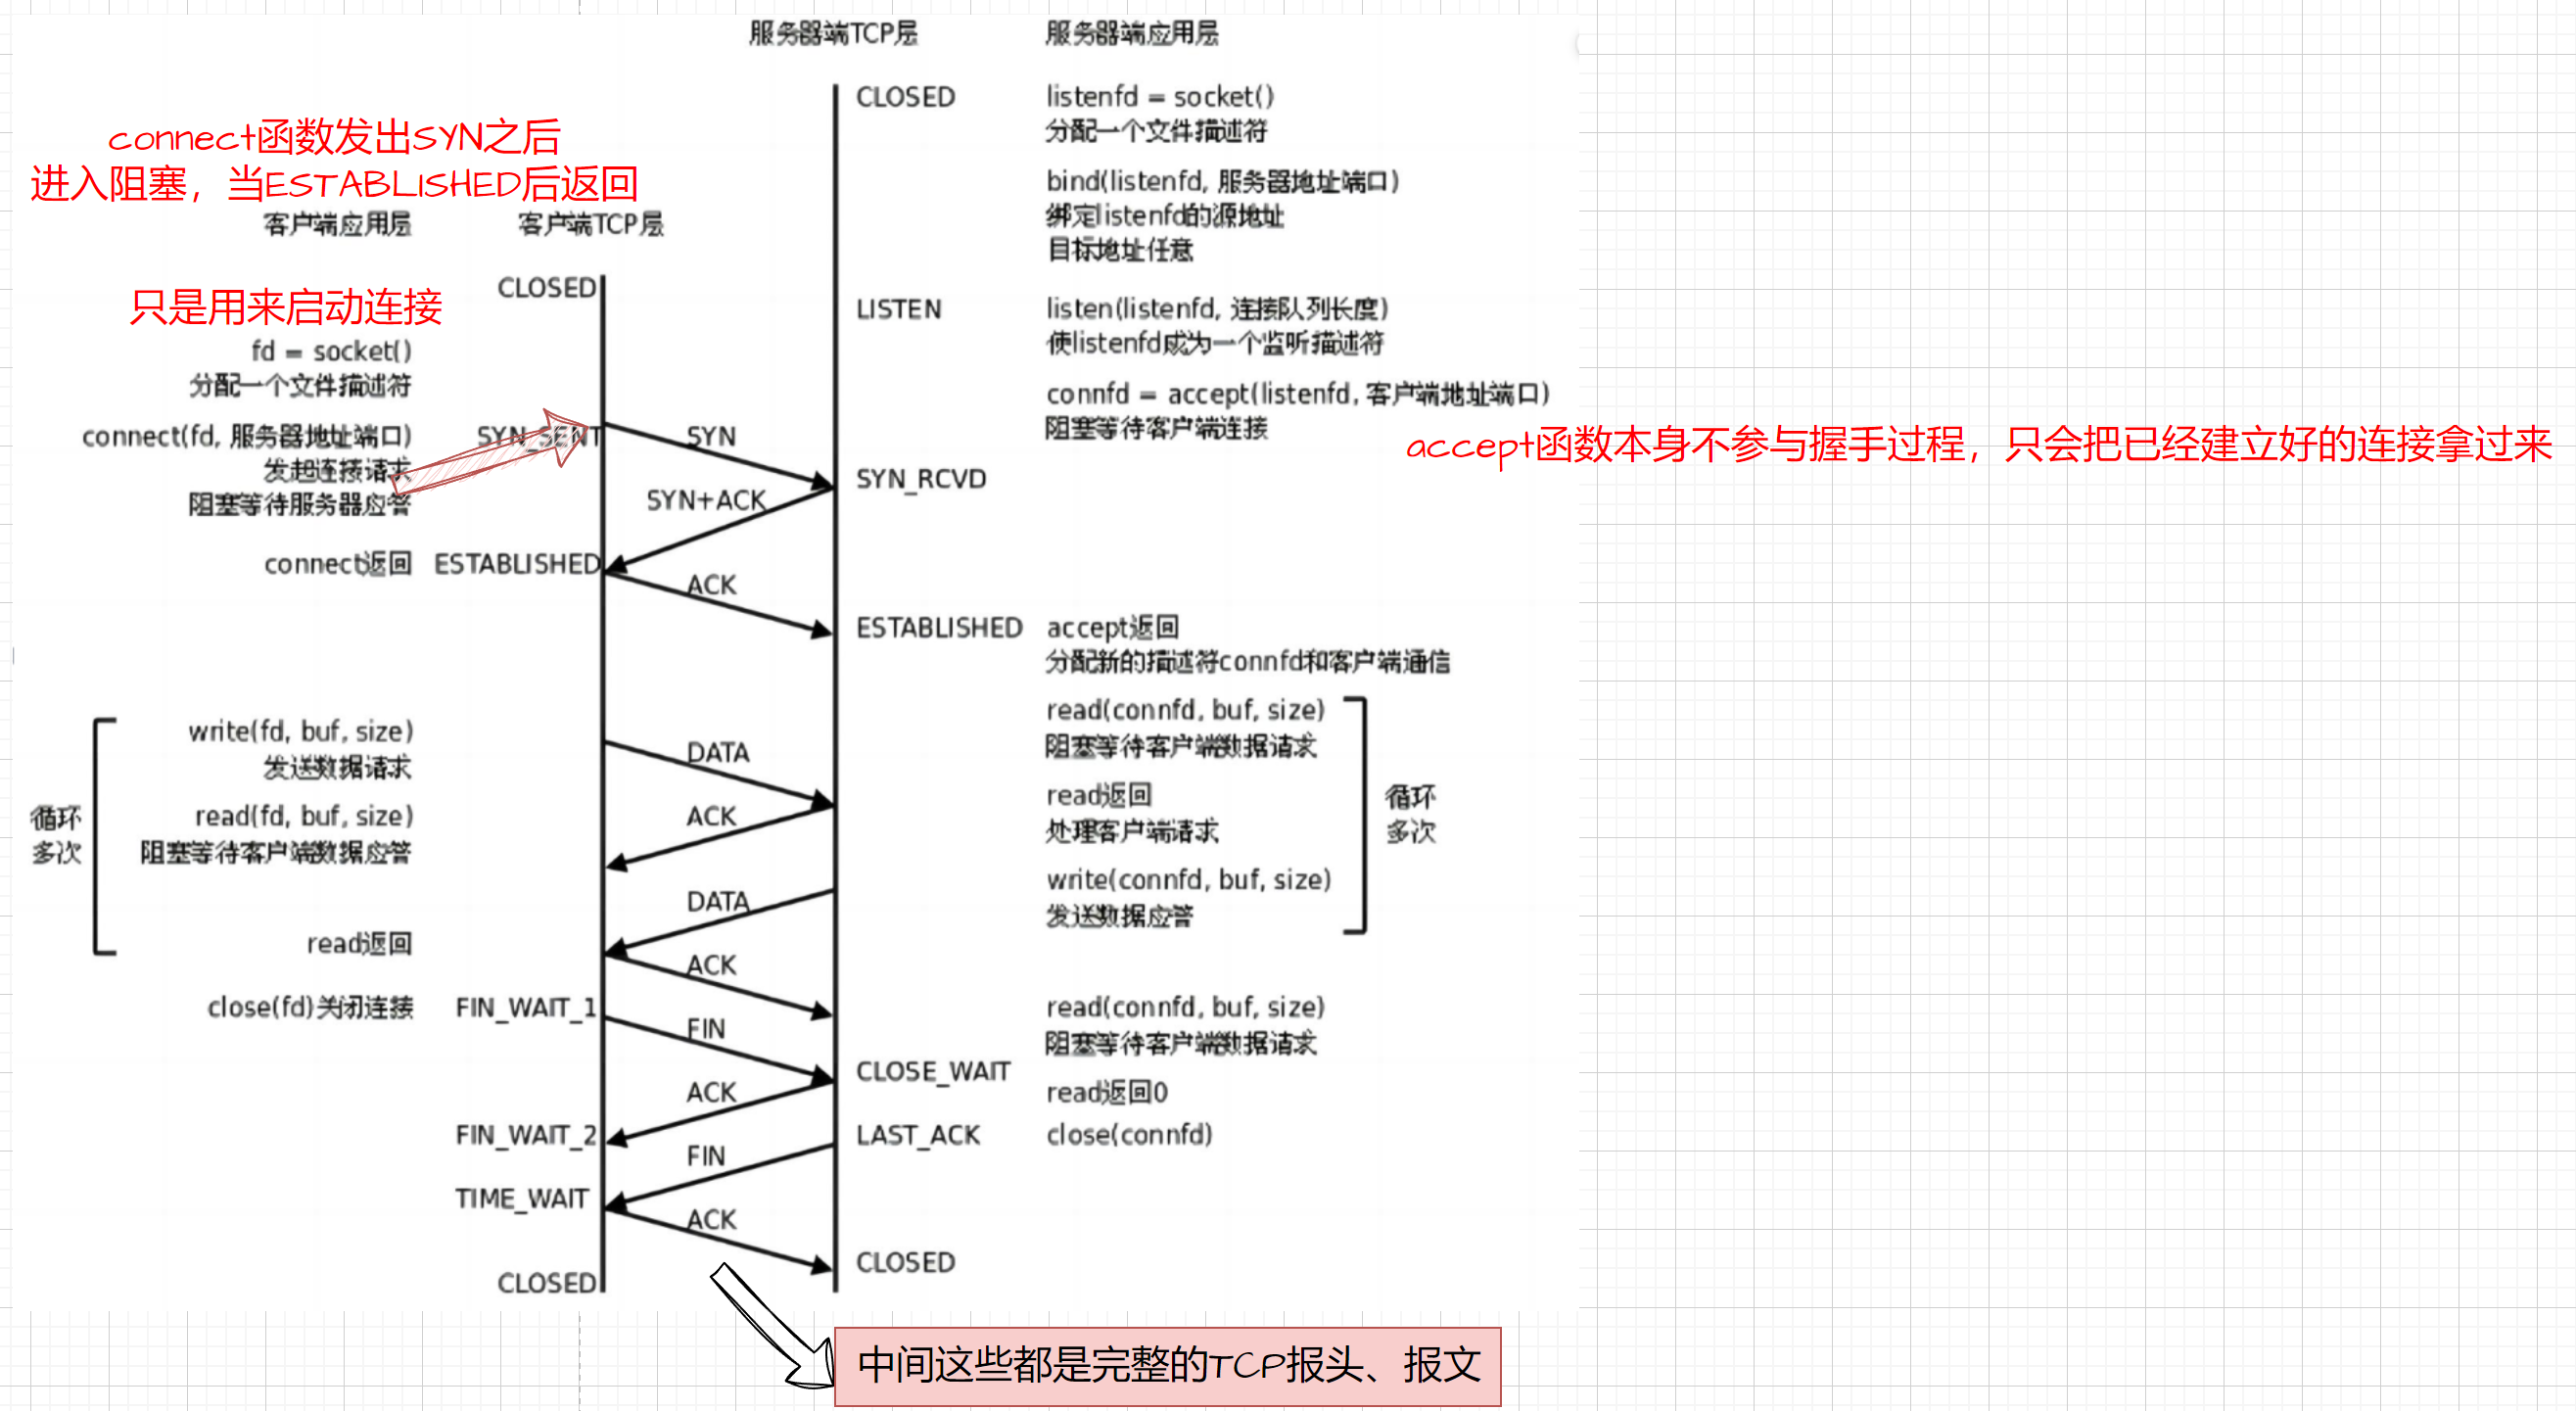 服务器端TCP层
服务器端应用层
CLOSED
listenfd = socket()
分配一个文件描述符
connect函数发出SYN之后
进入阻塞，当ESTABLISHED后返回
bind(listenfd, 服务器地址端口)
绑定listenfd的源地址
目标地址任意
客户端应用层
客户端TCP层
CLOSED
只是用来启动连接
LISTEN
listen(listenfd, 连接队列长度)
使listenfd成为一个监听描述符
fd = socket()
分配一个文件描述符
connfd = accept(listenfd, 客户端地址端口)
阻塞等待客户端连接
accept函数本身不参与握手过程，只会把已经建立好的连接拿过来
connect(fd, 服务器地址端口)
发起连接请求
阻塞等待服务器应答
SYN_SENT
SYN
SYN_RCVD
SYN+ACK
connect返回
ESTABLISHED
ACK
ESTABLISHED
accept返回
分配新的描述符connfd和客户端通信
循环
多次
write(fd, buf, size)
发送数据请求
DATA
read(connfd, buf, size)
阻塞等待客户端数据请求
read(fd, buf, size)
阻塞等待客户端数据应答
ACK
read返回
处理客户端请求
循环
多次
DATA
write(connfd, buf, size)
发送数据应答
read返回
ACK
close(fd)关闭连接
FIN_WAIT_1
FIN
read(connfd, buf, size)
阻塞等待客户端数据请求
CLOSE_WAIT
read返回0
ACK
FIN_WAIT_2
LAST_ACK
close(connfd)
FIN
TIME_WAIT
ACK
CLOSED
CLOSED
中间这些都是完整的TCP报头、报文